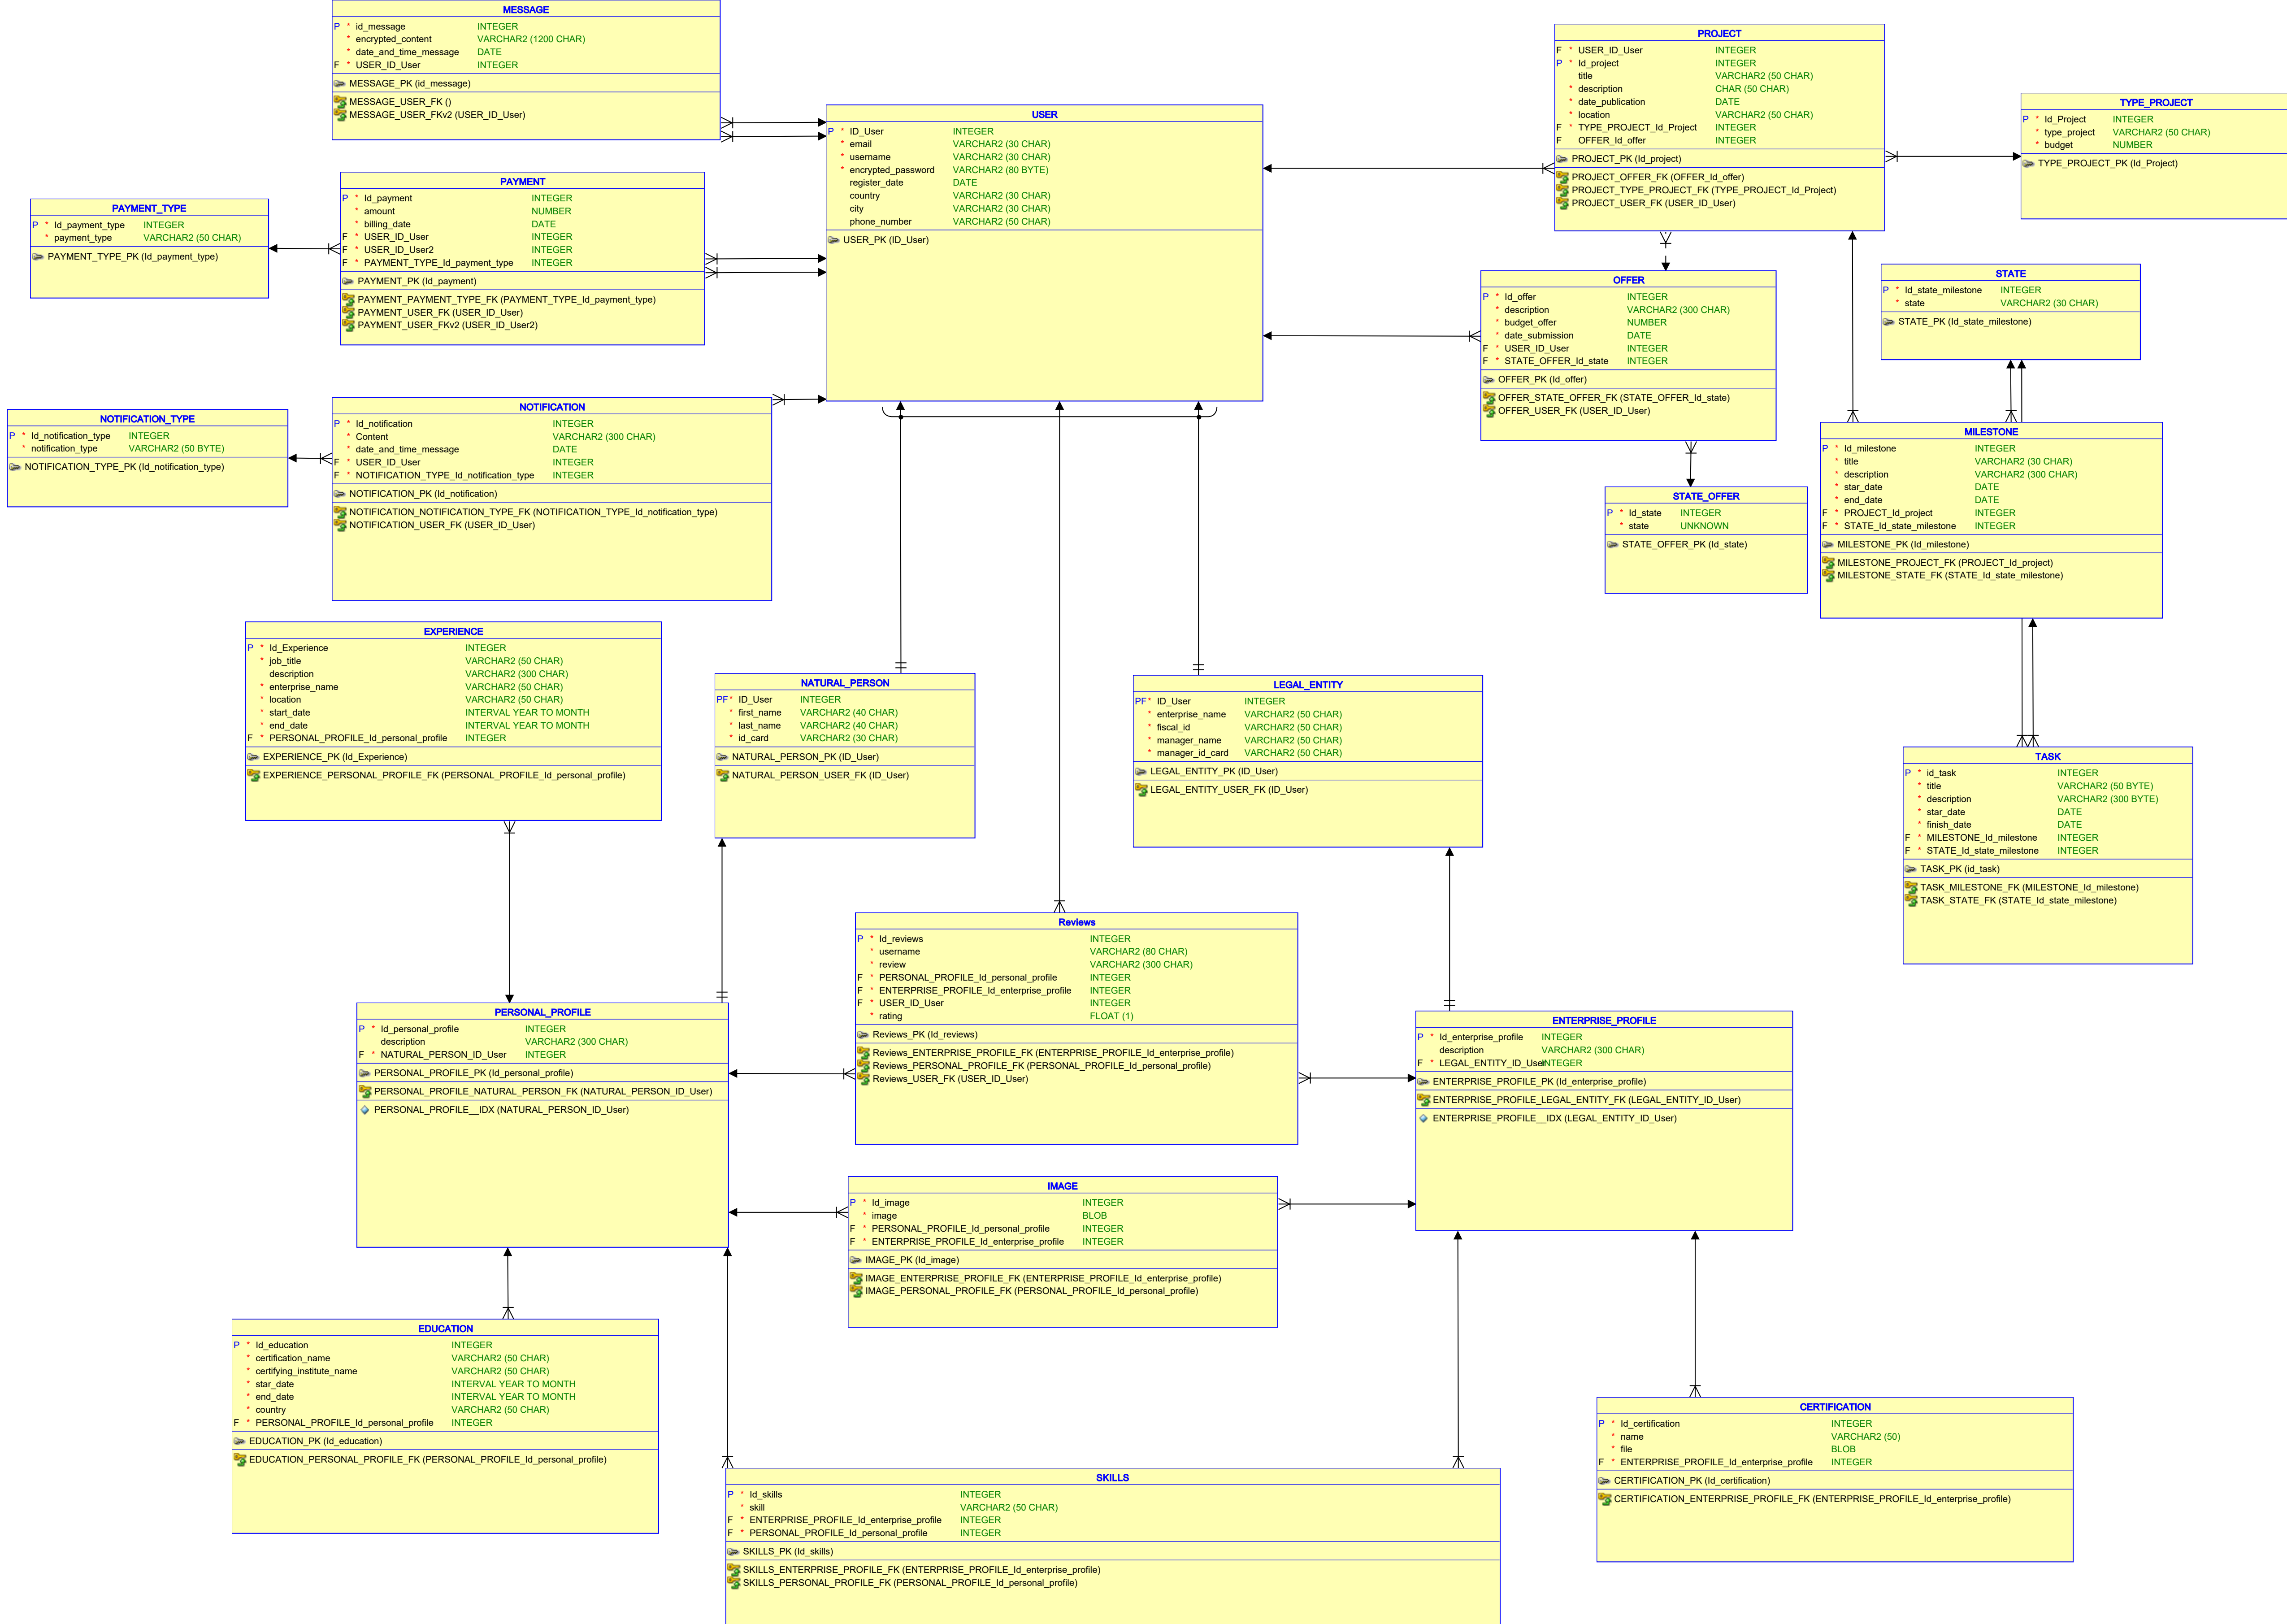 MESSAGE
P * id_message INTEGER
* encrypted_content VARCHAR2 (1200 CHAR)
* date_and_time_message DATE
F * USER_ID_User INTEGER
MESSAGE_PK (id_message)
MESSAGE_USER_FK ()
MESSAGE_USER_FKv2 (USER_ID_User)
PROJECT
F * USER_ID_User INTEGER
P * Id_project INTEGER
title VARCHAR2 (50 CHAR)
* description CHAR (50 CHAR)
* date_publication DATE
* location VARCHAR2 (50 CHAR)
F * TYPE_PROJECT_Id_Project INTEGER
F OFFER_Id_offer INTEGER
PROJECT_PK (Id_project)
PROJECT_OFFER_FK (OFFER_Id_offer)
PROJECT_TYPE_PROJECT_FK (TYPE_PROJECT_Id_Project)
PROJECT_USER_FK (USER_ID_User)
TYPE_PROJECT
P * Id_Project INTEGER
* type_project VARCHAR2 (50 CHAR)
* budget NUMBER
TYPE_PROJECT_PK (Id_Project)
USER
P * ID_User INTEGER
* email VARCHAR2 (30 CHAR)
* username VARCHAR2 (30 CHAR)
* encrypted_password VARCHAR2 (80 BYTE)
register_date DATE
country VARCHAR2 (30 CHAR)
city VARCHAR2 (30 CHAR)
phone_number VARCHAR2 (50 CHAR)
USER_PK (ID_User)
PAYMENT
P * Id_payment INTEGER
* amount NUMBER
* billing_date DATE
F * USER_ID_User INTEGER
F * USER_ID_User2 INTEGER
F * PAYMENT_TYPE_Id_payment_type INTEGER
PAYMENT_PK (Id_payment)
PAYMENT_PAYMENT_TYPE_FK (PAYMENT_TYPE_Id_payment_type)
PAYMENT_USER_FK (USER_ID_User)
PAYMENT_USER_FKv2 (USER_ID_User2)
PAYMENT_TYPE
P * Id_payment_type INTEGER
* payment_type VARCHAR2 (50 CHAR)
PAYMENT_TYPE_PK (Id_payment_type)
STATE
P * Id_state_milestone INTEGER
* state VARCHAR2 (30 CHAR)
STATE_PK (Id_state_milestone)
OFFER
P * Id_offer INTEGER
* description VARCHAR2 (300 CHAR)
* budget_offer NUMBER
* date_submission DATE
F * USER_ID_User INTEGER
F * STATE_OFFER_Id_state INTEGER
OFFER_PK (Id_offer)
OFFER_STATE_OFFER_FK (STATE_OFFER_Id_state)
OFFER_USER_FK (USER_ID_User)
NOTIFICATION
P * Id_notification INTEGER
* Content VARCHAR2 (300 CHAR)
* date_and_time_message DATE
F * USER_ID_User INTEGER
F * NOTIFICATION_TYPE_Id_notification_type INTEGER
NOTIFICATION_PK (Id_notification)
NOTIFICATION_NOTIFICATION_TYPE_FK (NOTIFICATION_TYPE_Id_notification_type)
NOTIFICATION_USER_FK (USER_ID_User)
NOTIFICATION_TYPE
P * Id_notification_type INTEGER
* notification_type VARCHAR2 (50 BYTE)
NOTIFICATION_TYPE_PK (Id_notification_type)
MILESTONE
P * Id_milestone INTEGER
* title VARCHAR2 (30 CHAR)
* description VARCHAR2 (300 CHAR)
* star_date DATE
* end_date DATE
F * PROJECT_Id_project INTEGER
F * STATE_Id_state_milestone INTEGER
MILESTONE_PK (Id_milestone)
MILESTONE_PROJECT_FK (PROJECT_Id_project)
MILESTONE_STATE_FK (STATE_Id_state_milestone)
STATE_OFFER
P * Id_state INTEGER
* state UNKNOWN
STATE_OFFER_PK (Id_state)
EXPERIENCE
P * Id_Experience INTEGER
* job_title VARCHAR2 (50 CHAR)
description VARCHAR2 (300 CHAR)
* enterprise_name VARCHAR2 (50 CHAR)
* location VARCHAR2 (50 CHAR)
* start_date INTERVAL YEAR TO MONTH
* end_date INTERVAL YEAR TO MONTH
F * PERSONAL_PROFILE_Id_personal_profile INTEGER
EXPERIENCE_PK (Id_Experience)
EXPERIENCE_PERSONAL_PROFILE_FK (PERSONAL_PROFILE_Id_personal_profile)
NATURAL_PERSON
PF * ID_User INTEGER
* first_name VARCHAR2 (40 CHAR)
* last_name VARCHAR2 (40 CHAR)
* id_card VARCHAR2 (30 CHAR)
NATURAL_PERSON_PK (ID_User)
NATURAL_PERSON_USER_FK (ID_User)
LEGAL_ENTITY
PF * ID_User INTEGER
* enterprise_name VARCHAR2 (50 CHAR)
* fiscal_id VARCHAR2 (50 CHAR)
* manager_name VARCHAR2 (50 CHAR)
* manager_id_card VARCHAR2 (50 CHAR)
LEGAL_ENTITY_PK (ID_User)
LEGAL_ENTITY_USER_FK (ID_User)
TASK
P * id_task INTEGER
* title VARCHAR2 (50 BYTE)
* description VARCHAR2 (300 BYTE)
* star_date DATE
* finish_date DATE
F * MILESTONE_Id_milestone INTEGER
F * STATE_Id_state_milestone INTEGER
TASK_PK (id_task)
TASK_MILESTONE_FK (MILESTONE_Id_milestone)
TASK_STATE_FK (STATE_Id_state_milestone)
Reviews
P * Id_reviews INTEGER
* username VARCHAR2 (80 CHAR)
* review VARCHAR2 (300 CHAR)
F * PERSONAL_PROFILE_Id_personal_profile INTEGER
F * ENTERPRISE_PROFILE_Id_enterprise_profile INTEGER
F * USER_ID_User INTEGER
* rating FLOAT (1)
Reviews_PK (Id_reviews)
Reviews_ENTERPRISE_PROFILE_FK (ENTERPRISE_PROFILE_Id_enterprise_profile)
Reviews_PERSONAL_PROFILE_FK (PERSONAL_PROFILE_Id_personal_profile)
Reviews_USER_FK (USER_ID_User)
PERSONAL_PROFILE
P * Id_personal_profile INTEGER
description VARCHAR2 (300 CHAR)
F * NATURAL_PERSON_ID_User INTEGER
PERSONAL_PROFILE_PK (Id_personal_profile)
PERSONAL_PROFILE_NATURAL_PERSON_FK (NATURAL_PERSON_ID_User)
PERSONAL_PROFILE__IDX (NATURAL_PERSON_ID_User)
ENTERPRISE_PROFILE
P * Id_enterprise_profile INTEGER
description VARCHAR2 (300 CHAR)
F * LEGAL_ENTITY_ID_User INTEGER
ENTERPRISE_PROFILE_PK (Id_enterprise_profile)
ENTERPRISE_PROFILE_LEGAL_ENTITY_FK (LEGAL_ENTITY_ID_User)
ENTERPRISE_PROFILE__IDX (LEGAL_ENTITY_ID_User)
IMAGE
P * Id_image INTEGER
* image BLOB
F * PERSONAL_PROFILE_Id_personal_profile INTEGER
F * ENTERPRISE_PROFILE_Id_enterprise_profile INTEGER
IMAGE_PK (Id_image)
IMAGE_ENTERPRISE_PROFILE_FK (ENTERPRISE_PROFILE_Id_enterprise_profile)
IMAGE_PERSONAL_PROFILE_FK (PERSONAL_PROFILE_Id_personal_profile)
EDUCATION
P * Id_education INTEGER
* certification_name VARCHAR2 (50 CHAR)
* certifying_institute_name VARCHAR2 (50 CHAR)
* star_date INTERVAL YEAR TO MONTH
* end_date INTERVAL YEAR TO MONTH
* country VARCHAR2 (50 CHAR)
F * PERSONAL_PROFILE_Id_personal_profile INTEGER
EDUCATION_PK (Id_education)
EDUCATION_PERSONAL_PROFILE_FK (PERSONAL_PROFILE_Id_personal_profile)
CERTIFICATION
P * Id_certification INTEGER
* name VARCHAR2 (50)
* file BLOB
F * ENTERPRISE_PROFILE_Id_enterprise_profile INTEGER
CERTIFICATION_PK (Id_certification)
CERTIFICATION_ENTERPRISE_PROFILE_FK (ENTERPRISE_PROFILE_Id_enterprise_profile)
SKILLS
P * Id_skills INTEGER
* skill VARCHAR2 (50 CHAR)
F * ENTERPRISE_PROFILE_Id_enterprise_profile INTEGER
F * PERSONAL_PROFILE_Id_personal_profile INTEGER
SKILLS_PK (Id_skills)
SKILLS_ENTERPRISE_PROFILE_FK (ENTERPRISE_PROFILE_Id_enterprise_profile)
SKILLS_PERSONAL_PROFILE_FK (PERSONAL_PROFILE_Id_personal_profile)